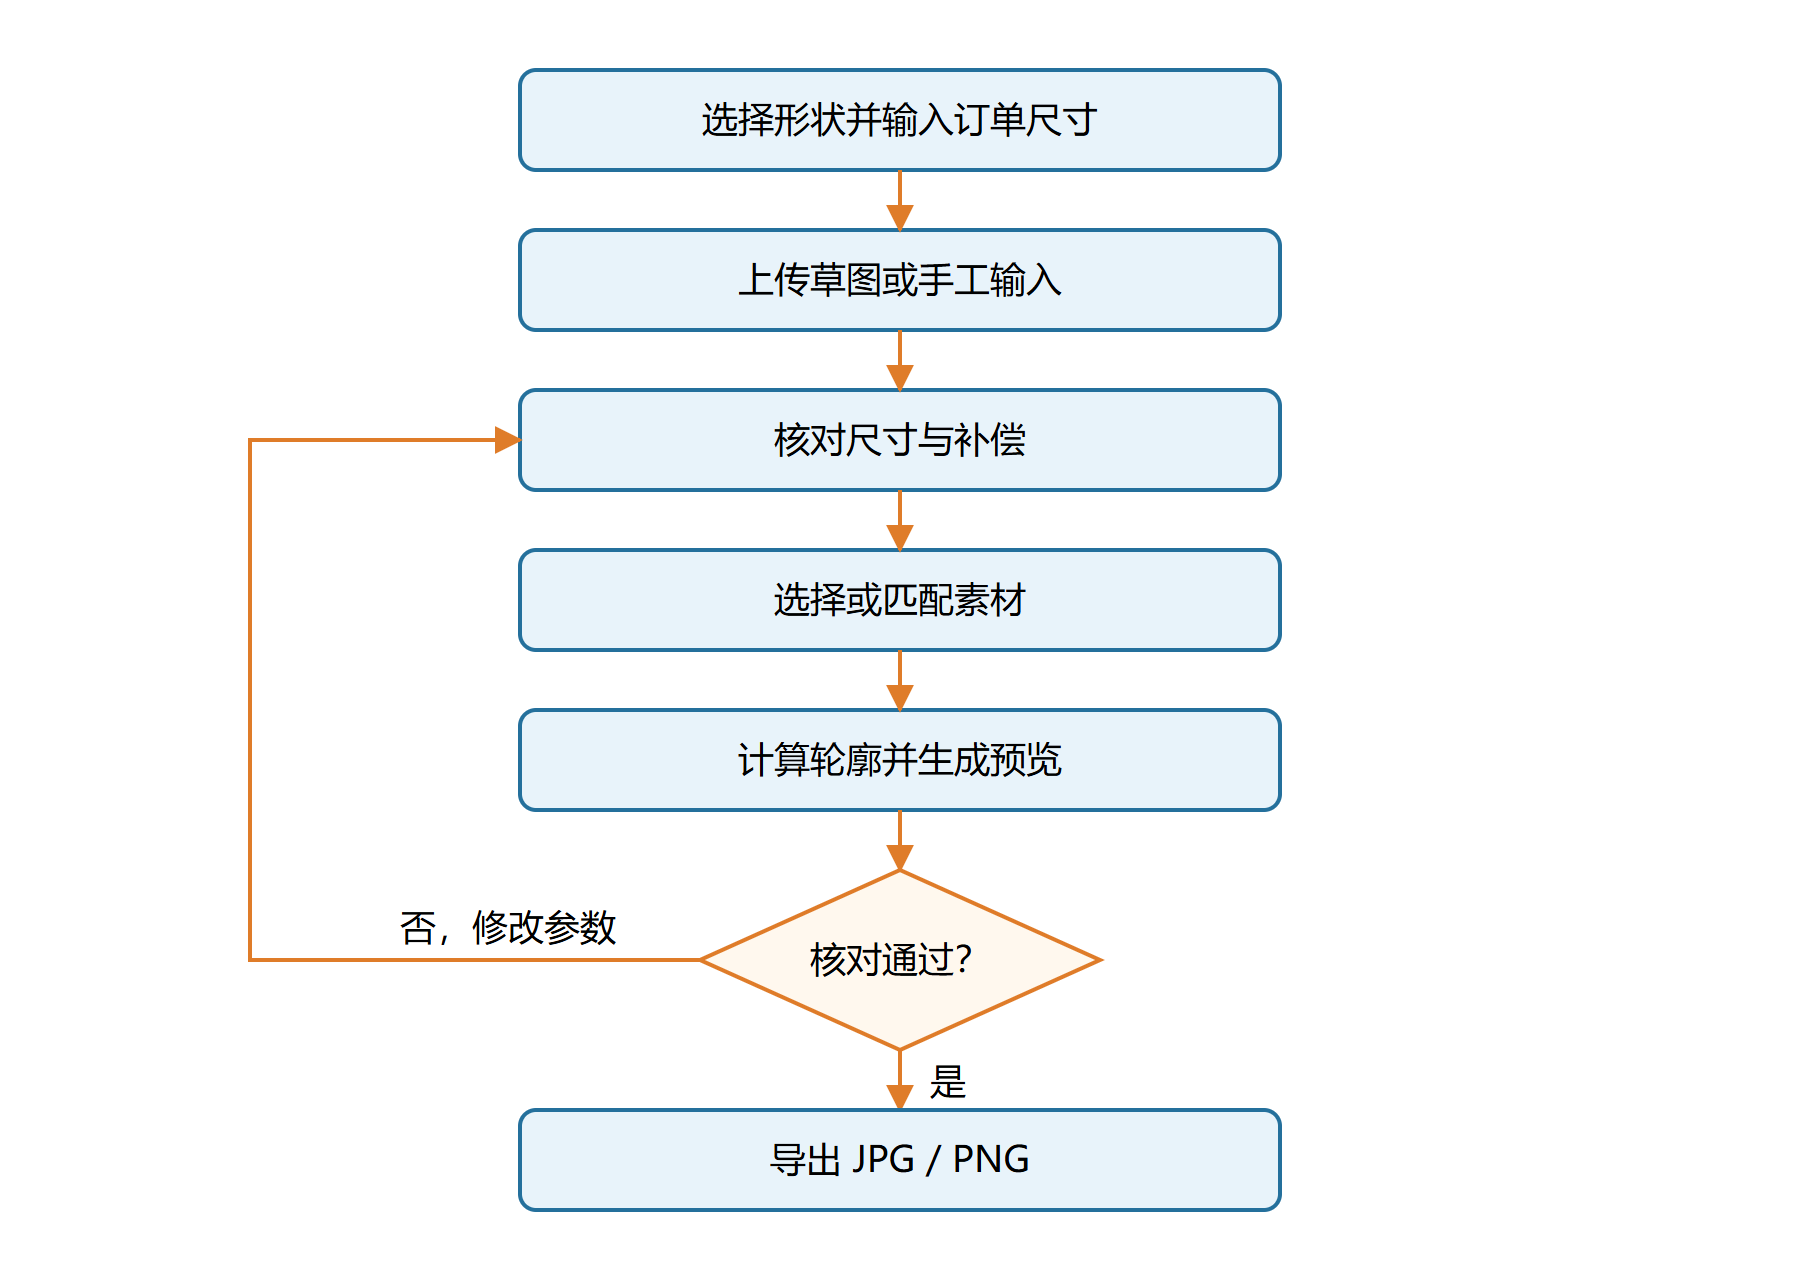 选择形状并输入订单尺寸
上传草图或手工输入
核对尺寸与补偿
选择或匹配素材
计算轮廓并生成预览
否，修改参数
核对通过？
是
导出 JPG / PNG